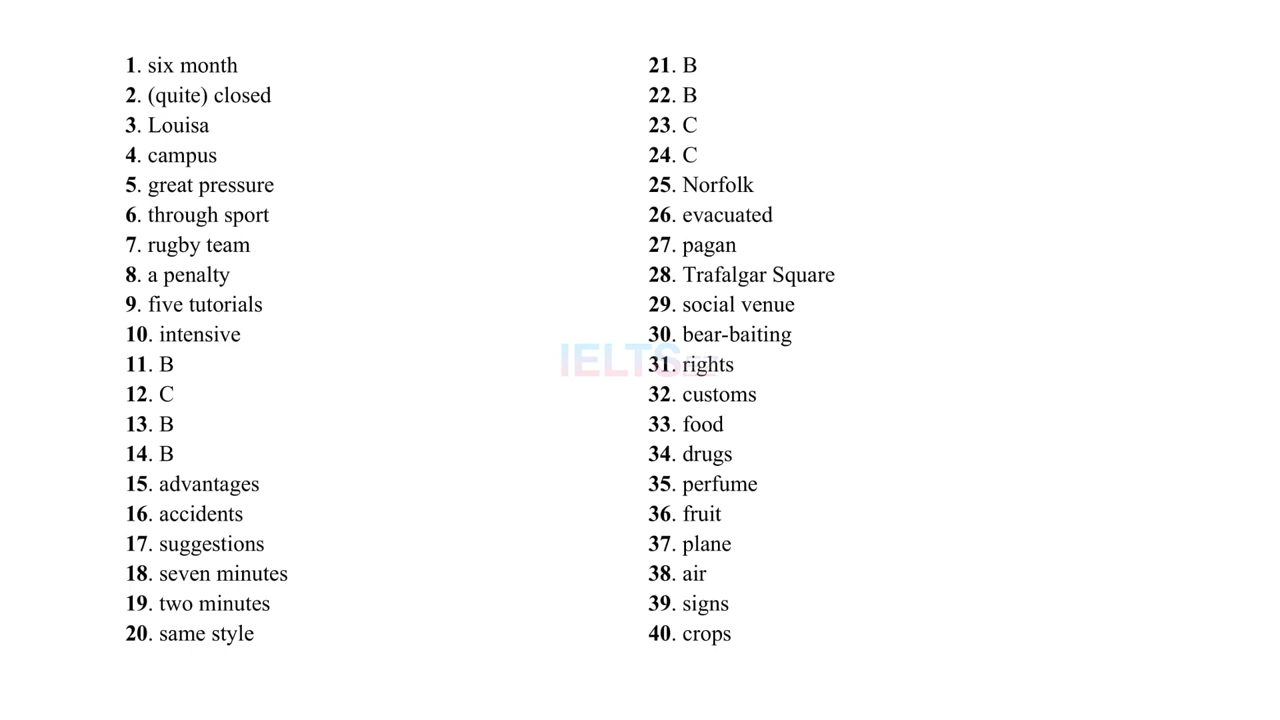 1. six month
2. (quite) closed
3. Louisa
4. campus
5. great pressure
6. through sport
7. rugby team
8. a penalty
9. five tutorials
10. intensive
11. B
12. C
13. B
14. B
15. advantages
16. accidents
17. suggestions
18. seven minutes
19. two minutes
20. same style
21. B
22. B
23. C
24. C
25. Norfolk
26. evacuated
27. pagan
28. Trafalgar Square
29. social venue
30. bear-baiting
31. rights
32. customs
33. food
34. drugs
35. perfume
36. fruit
37. plane
38. air
39. signs
40. crops
IELTS